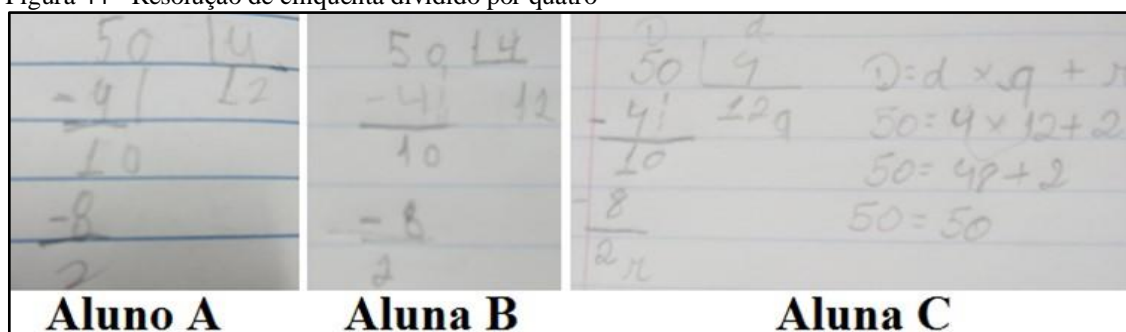 Figura 44 - Resolução de cinquenta dividido por quatro
50 4
- 4 12
10
- 8
2
Aluno A
50 4
- 4 12
10
- 8
2
Aluna B
D d
50 4
- 4 12 q
10
- 8
2 r
D = d x q + r
50 = 4 x 12 + 2
50 = 48 + 2
50 = 50
Aluna C